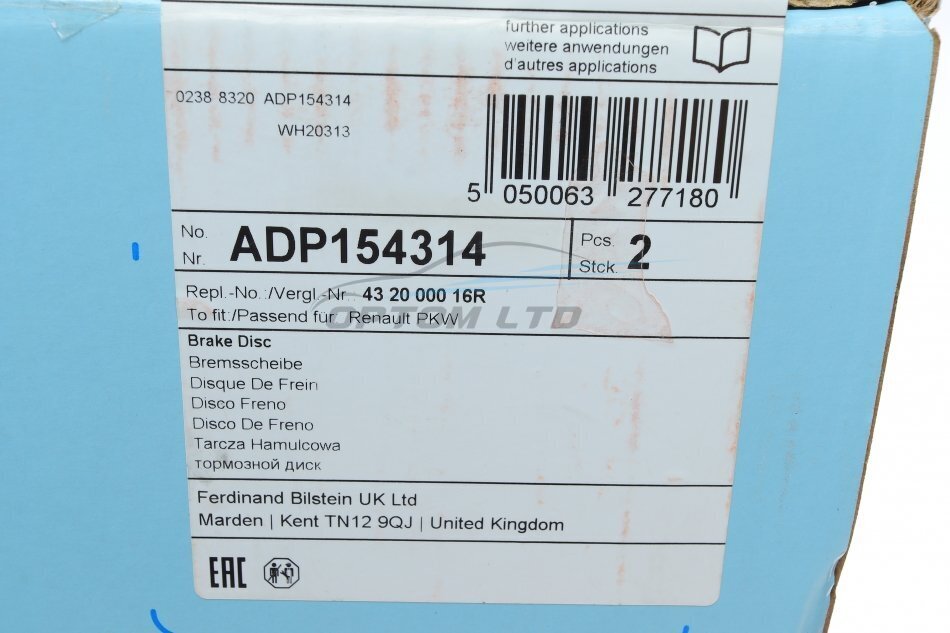 further applications
weitere anwendungen
d'autres applications
0238 8320 ADP154314
WH20313
5 050063 277180
No.
Nr.
ADP154314
Pcs.
Stck.
2
Repl.-No.:/Vergl.-Nr.: 43 20 000 16R
To fit:/Passend für: Renault PKW
OPTOM LTD
Brake Disc
Bremsscheibe
Disque De Frein
Disco Freno
Disco De Freno
Tarcza Hamulcowa
тормозной диск
Ferdinand Bilstein UK Ltd
Marden | Kent TN12 9QJ | United Kingdom
EAC